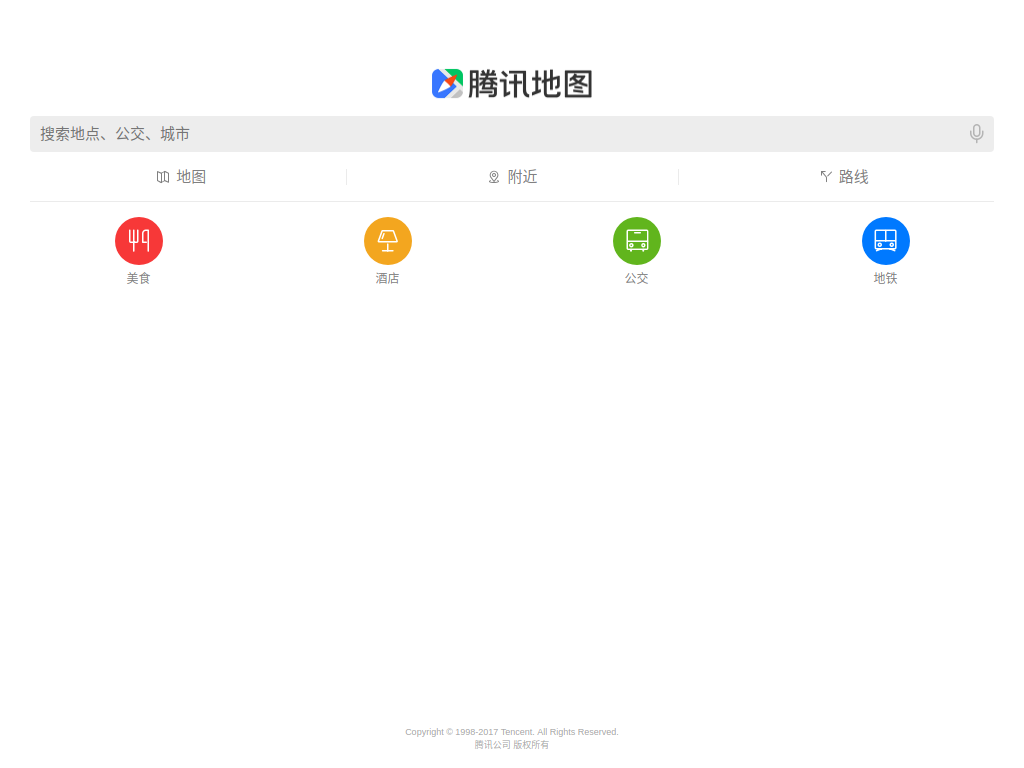 腾讯地图
搜索地点、公交、城市
地图 附近 路线
美食 酒店 公交 地铁
Copyright © 1998-2017 Tencent. All Rights Reserved.
腾讯公司 版权所有